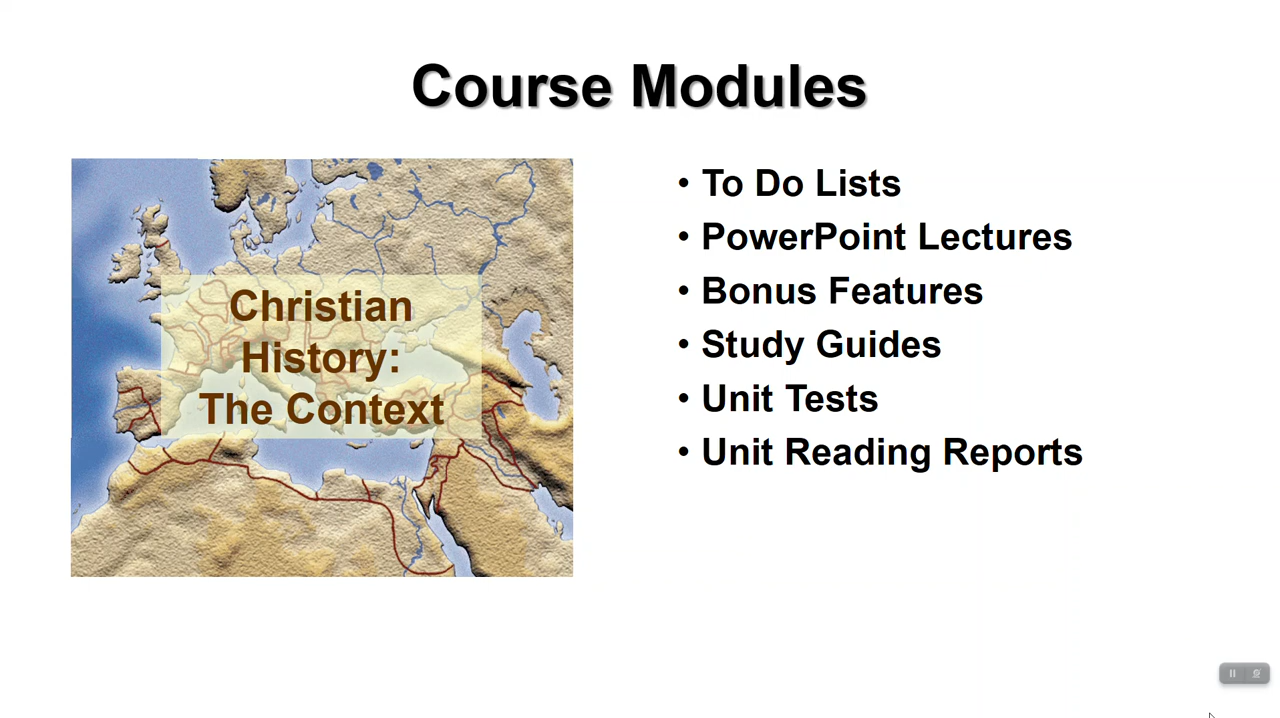 Course Modules
Christian
History:
The Context
• To Do Lists
• PowerPoint Lectures
• Bonus Features
• Study Guides
• Unit Tests
• Unit Reading Reports